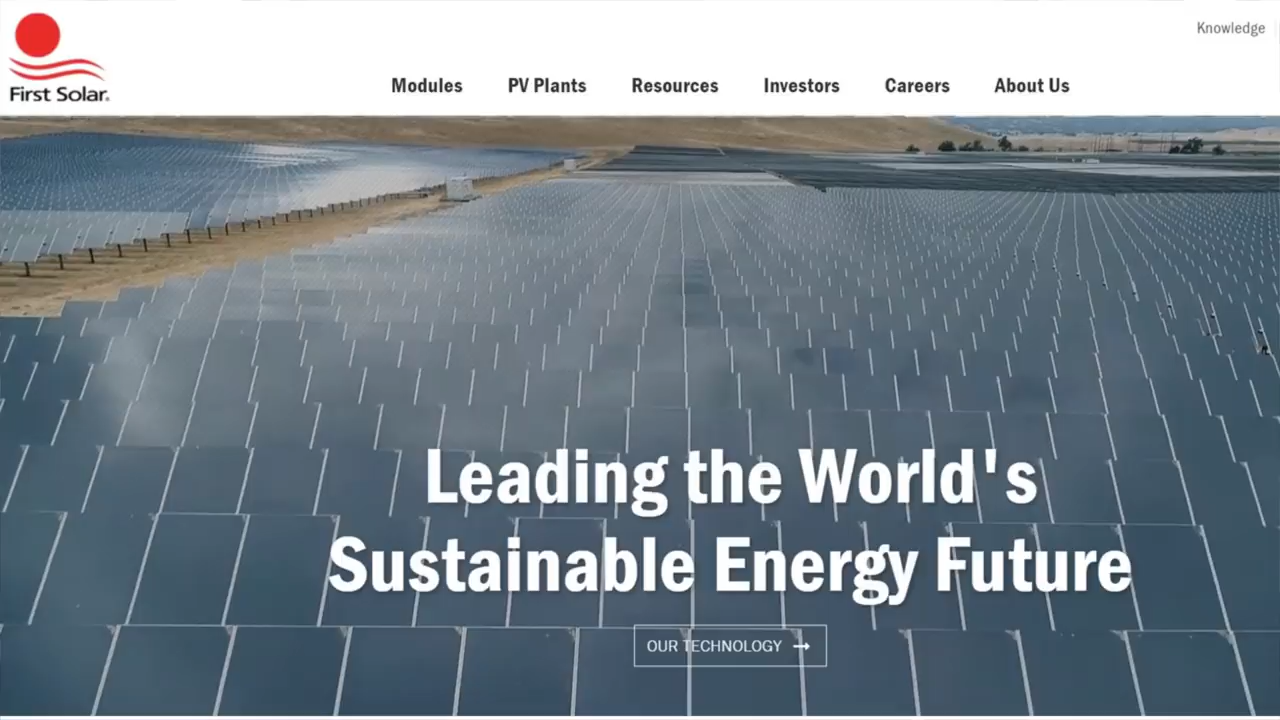 Knowledge
First Solar.
Modules PV Plants Resources Investors Careers About Us
Leading the World's
Sustainable Energy Future
OUR TECHNOLOGY